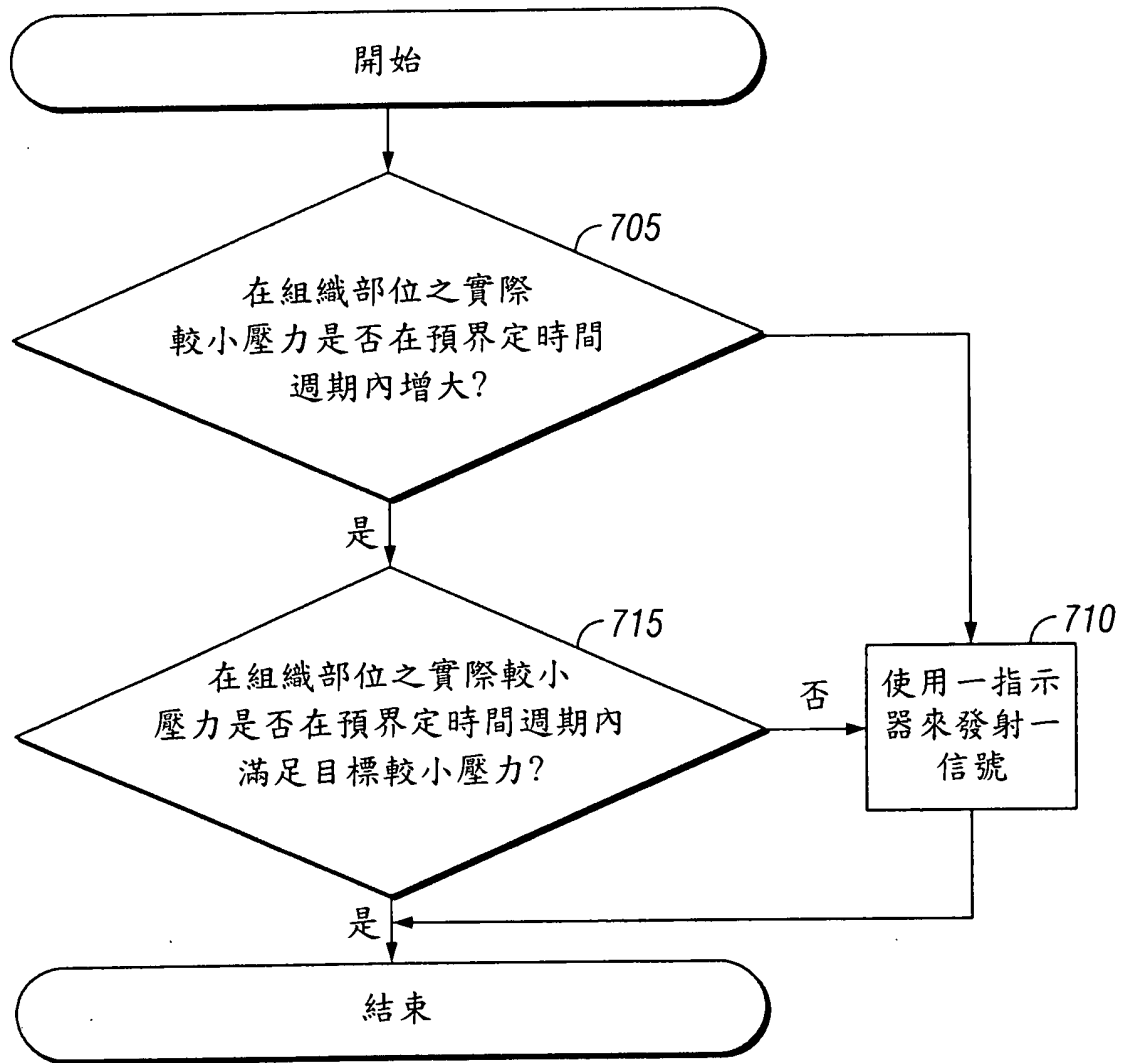 開始
705
在組織部位之實際
較小壓力是否在預界定時間
週期內增大?
是
715
710
在組織部位之實際較小
壓力是否在預界定時間週期內
滿足目標較小壓力?
否
使用一指示
器來發射一
信號
是
結束